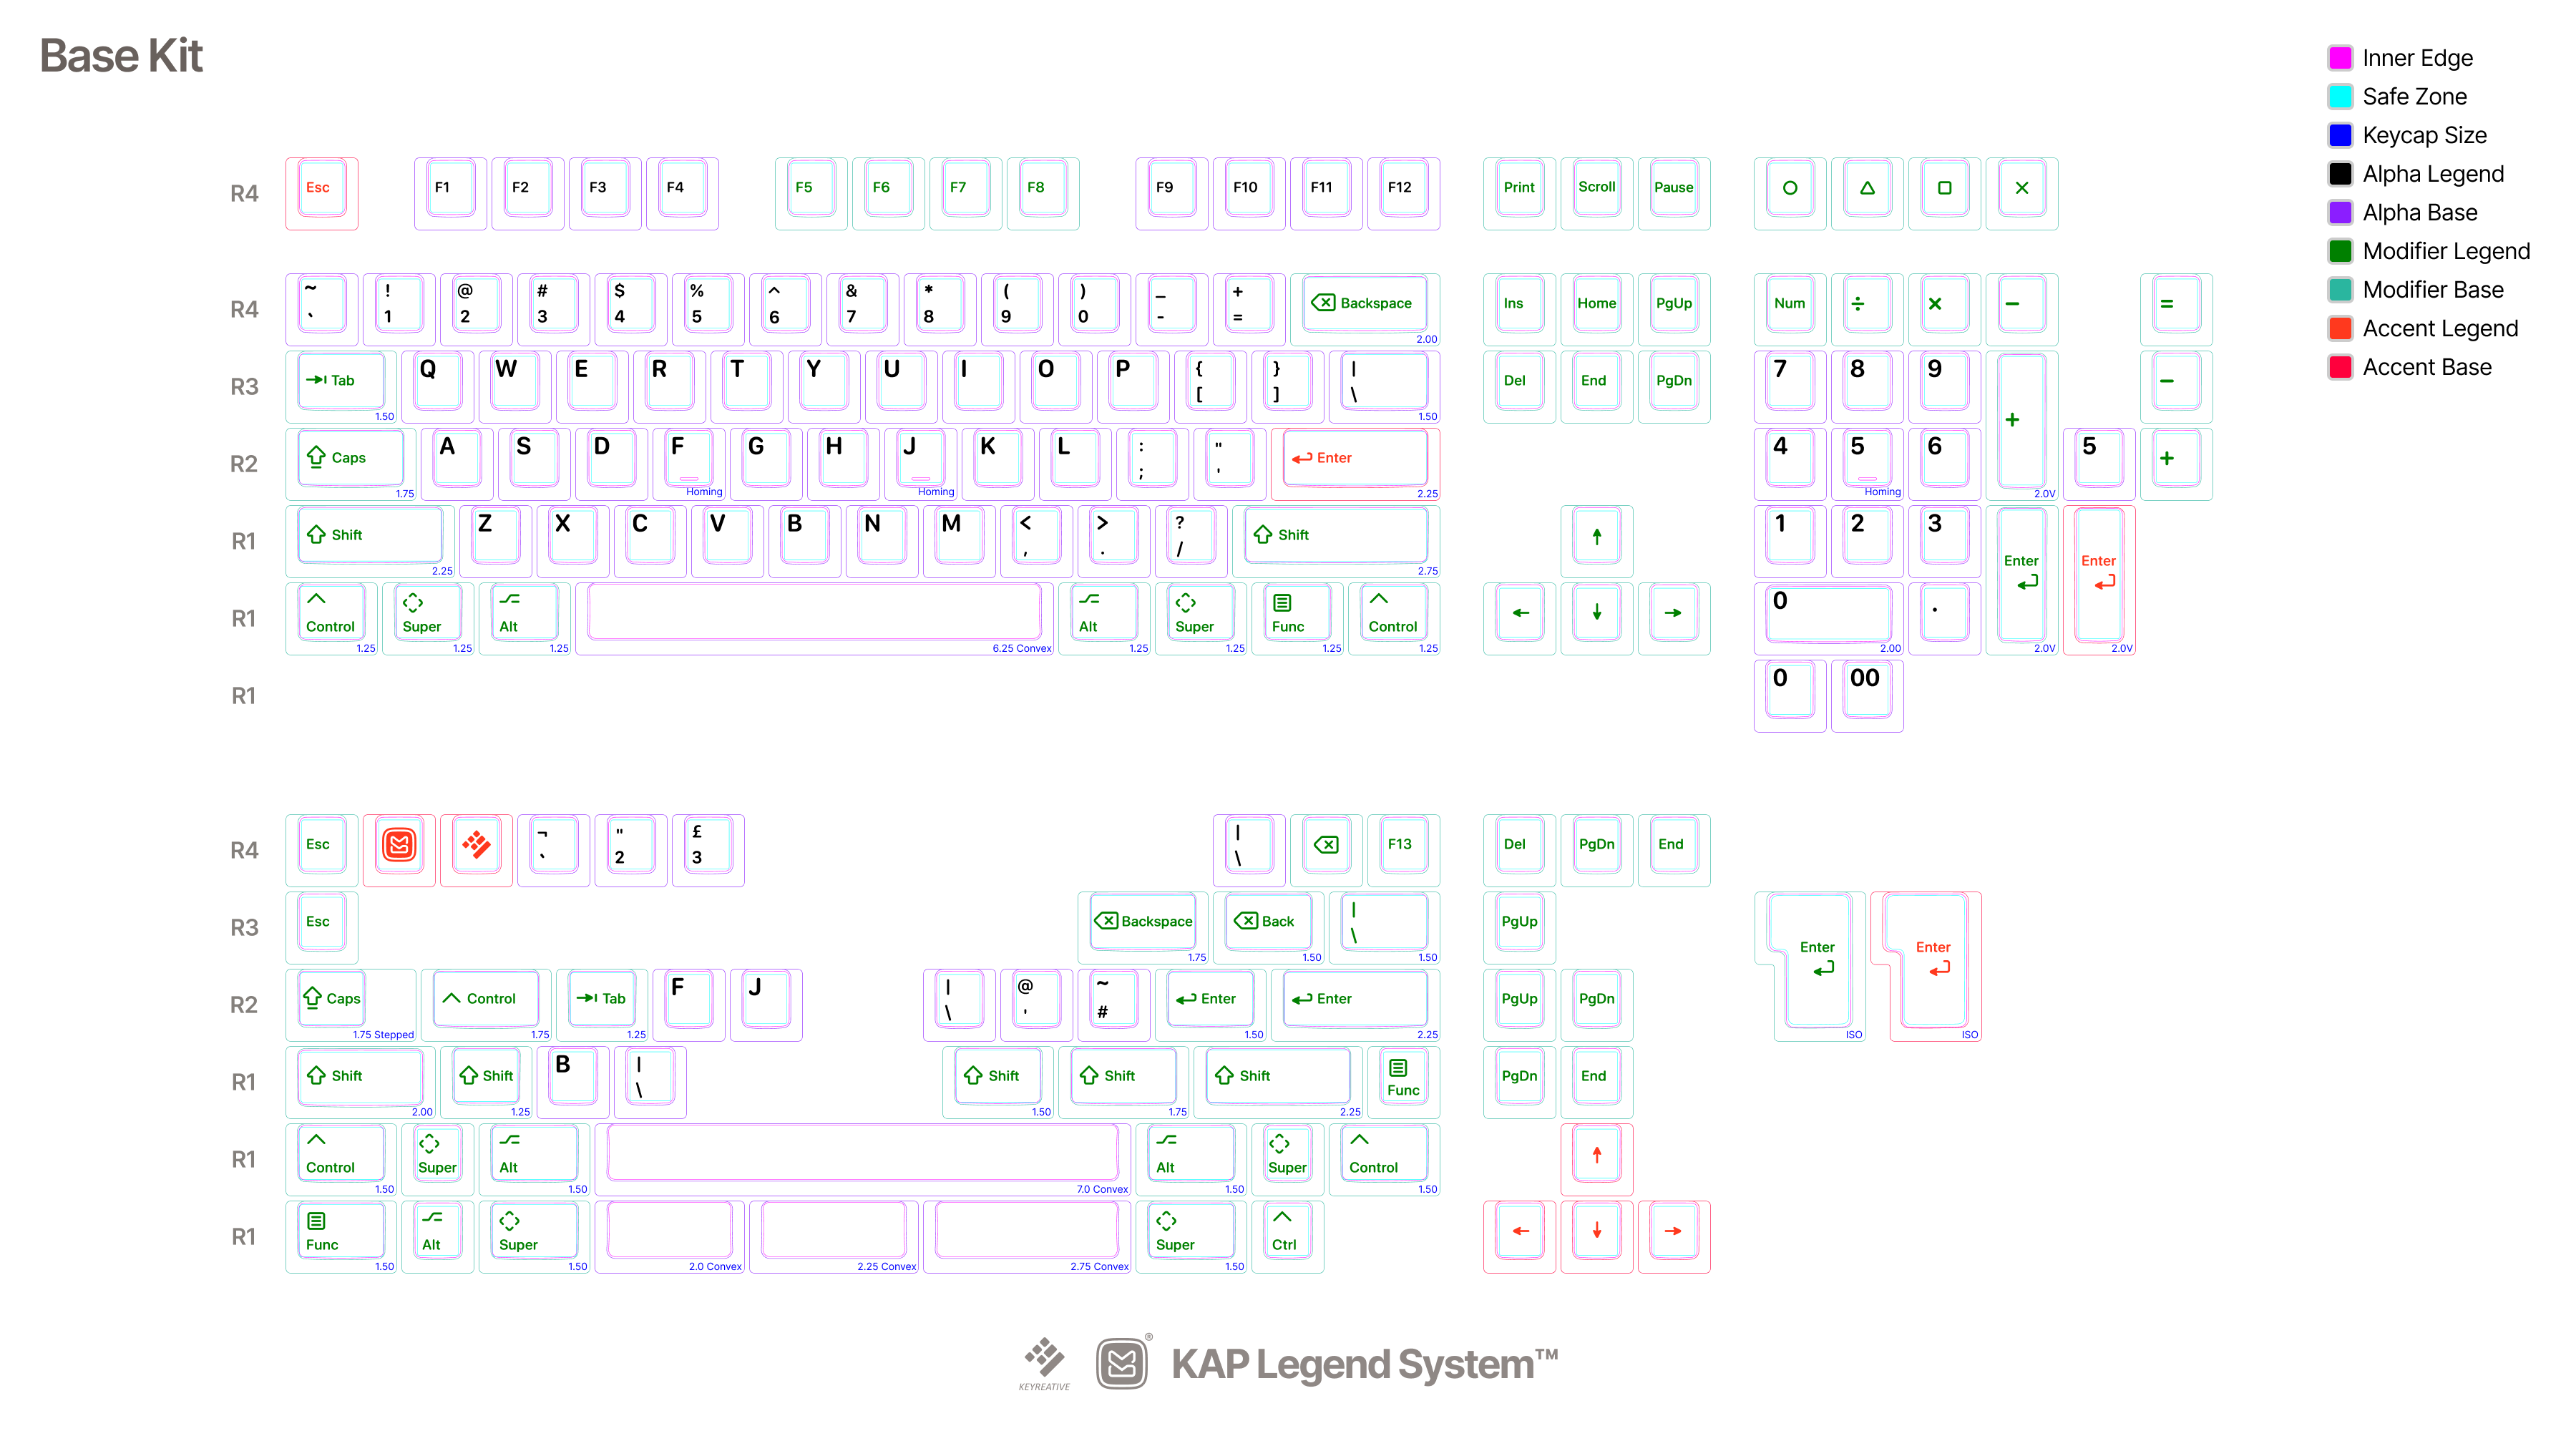 Base Kit
Inner Edge
Safe Zone
Keycap Size
Alpha Legend
Alpha Base
Modifier Legend
Modifier Base
Accent Legend
Accent Base
R4 Esc F1 F2 F3 F4 F5 F6 F7 F8 F9 F10 F11 F12 Print Scroll Pause
R4 ~ ! @ # $ % ^ & * ( ) _ + Backspace Ins Home PgUp Num ÷ × − =
` 1 2 3 4 5 6 7 8 9 0 - =
2.00
R3 Tab Q W E R T Y U I O P { } | Del End PgDn 7 8 9 + −
[ ] \
1.50 1.50
R2 Caps A S D F G H J K L : " Enter 4 5 6 5 +
; '
1.75 Homing Homing 2.25 Homing 2.0V
R1 Shift Z X C V B N M < > ? Shift ↑ 1 2 3 Enter Enter
, . /
2.25 2.75
R1 Control Super Alt Alt Super Func Control ← ↓ → 0 .
1.25 1.25 1.25 6.25 Convex 1.25 1.25 1.25 1.25 2.00 2.0V 2.0V
R1 0 00
R4 Esc ¬ " £ | F13 Del PgDn End
` 2 3 \
R3 Esc Backspace Back | PgUp Enter Enter
\
1.75 1.50 1.50
R2 Caps Control Tab F J | @ ~ Enter Enter PgUp PgDn
\ ' #
1.75 Stepped 1.75 1.25 1.50 2.25 ISO ISO
R1 Shift Shift B | Shift Shift Shift Func PgDn End
\
2.00 1.25 1.50 1.75 2.25
R1 Control Super Alt Alt Super Control ↑
1.50 1.50 7.0 Convex 1.50 1.50
R1 Func Alt Super Super Ctrl ← ↓ →
1.50 1.50 2.0 Convex 2.25 Convex 2.75 Convex 1.50
KEYREATIVE ® KAP Legend System™